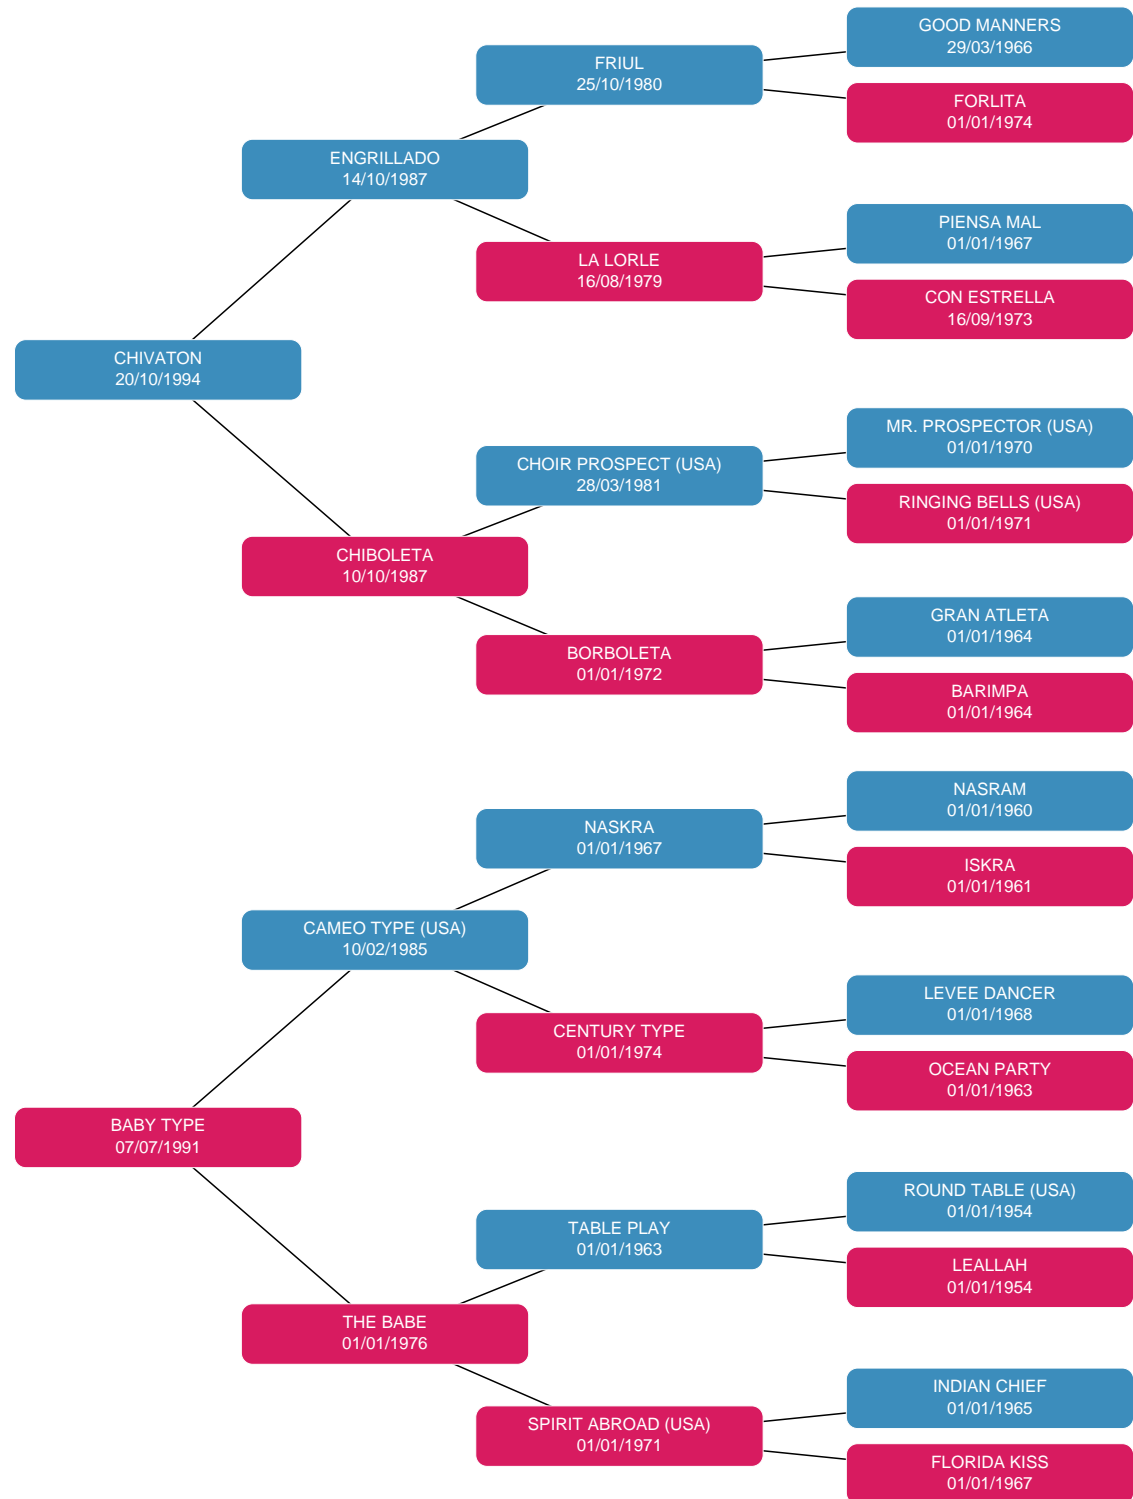 GOOD MANNERS
29/03/1966
FRIUL
25/10/1980
FORLITA
01/01/1974
ENGRILLADO
14/10/1987
PIENSA MAL
01/01/1967
LA LORLE
16/08/1979
CON ESTRELLA
16/09/1973
CHIVATON
20/10/1994
MR. PROSPECTOR (USA)
01/01/1970
CHOIR PROSPECT (USA)
28/03/1981
RINGING BELLS (USA)
01/01/1971
CHIBOLETA
10/10/1987
GRAN ATLETA
01/01/1964
BORBOLETA
01/01/1972
BARIMPA
01/01/1964
NASRAM
01/01/1960
NASKRA
01/01/1967
ISKRA
01/01/1961
CAMEO TYPE (USA)
10/02/1985
LEVEE DANCER
01/01/1968
CENTURY TYPE
01/01/1974
OCEAN PARTY
01/01/1963
BABY TYPE
07/07/1991
ROUND TABLE (USA)
01/01/1954
TABLE PLAY
01/01/1963
LEALLAH
01/01/1954
THE BABE
01/01/1976
INDIAN CHIEF
01/01/1965
SPIRIT ABROAD (USA)
01/01/1971
FLORIDA KISS
01/01/1967